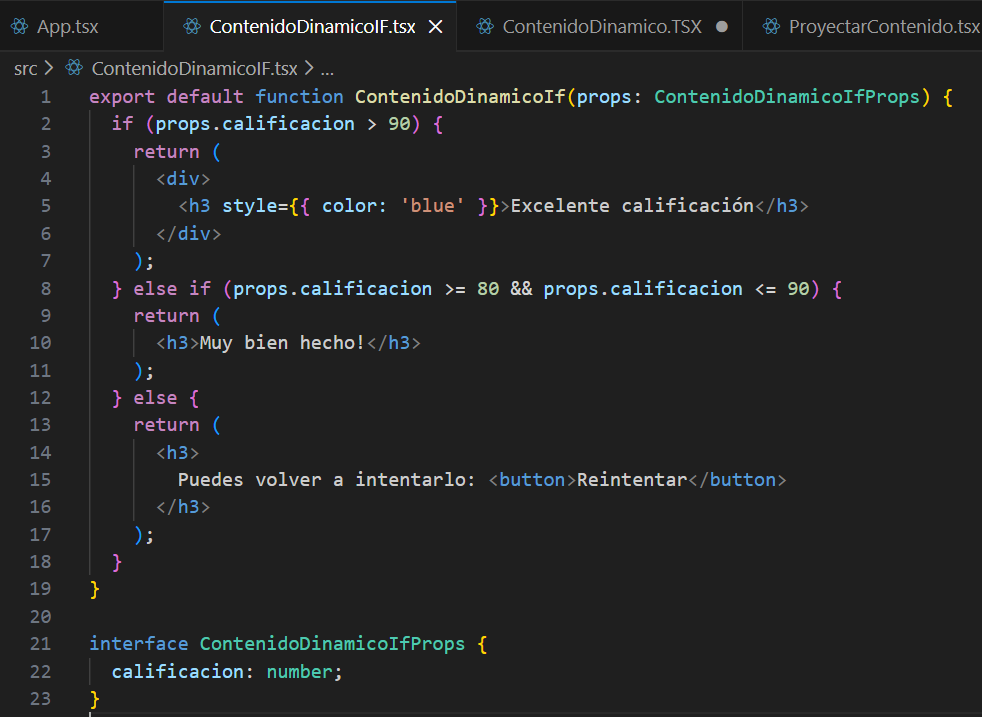 App.tsx ContenidoDinamicoIF.tsx ContenidoDinamico.TSX ProyectarContenido.tsx
src > ContenidoDinamicoIF.tsx > ...
1 export default function ContenidoDinamicoIf(props: ContenidoDinamicoIfProps) {
2 if (props.calificacion > 90) {
3 return (
4 <div>
5 <h3 style={{ color: 'blue' }}>Excelente calificación</h3>
6 </div>
7 );
8 } else if (props.calificacion >= 80 && props.calificacion <= 90) {
9 return (
10 <h3>Muy bien hecho!</h3>
11 );
12 } else {
13 return (
14 <h3>
15 Puedes volver a intentarlo: <button>Reintentar</button>
16 </h3>
17 );
18 }
19 }
20
21 interface ContenidoDinamicoIfProps {
22 calificacion: number;
23 }